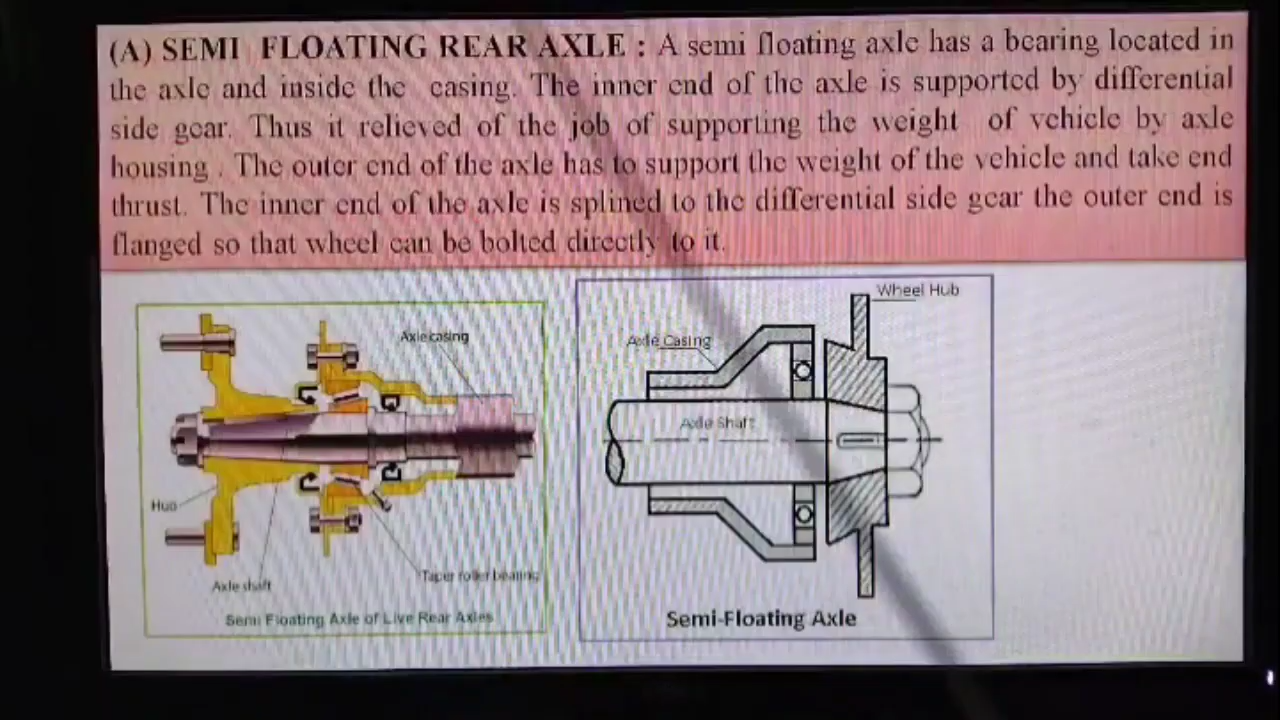 (A) SEMI FLOATING REAR AXLE : A semi floating axle has a bearing located in
the axle and inside the casing. The inner end of the axle is supported by differential
side gear. Thus it relieved of the job of supporting the weight of vehicle by axle
housing . The outer end of the axle has to support the weight of the vehicle and take end
thrust. The inner end of the axle is splined to the differential side gear the outer end is
flanged so that wheel can be bolted directly to it.
Axle casing
Hub
Axle shaft
Taper roller bearing
Semi Floating Axle of Live Rear Axles
Wheel Hub
Axle Casing
Axle Shaft
Semi-Floating Axle